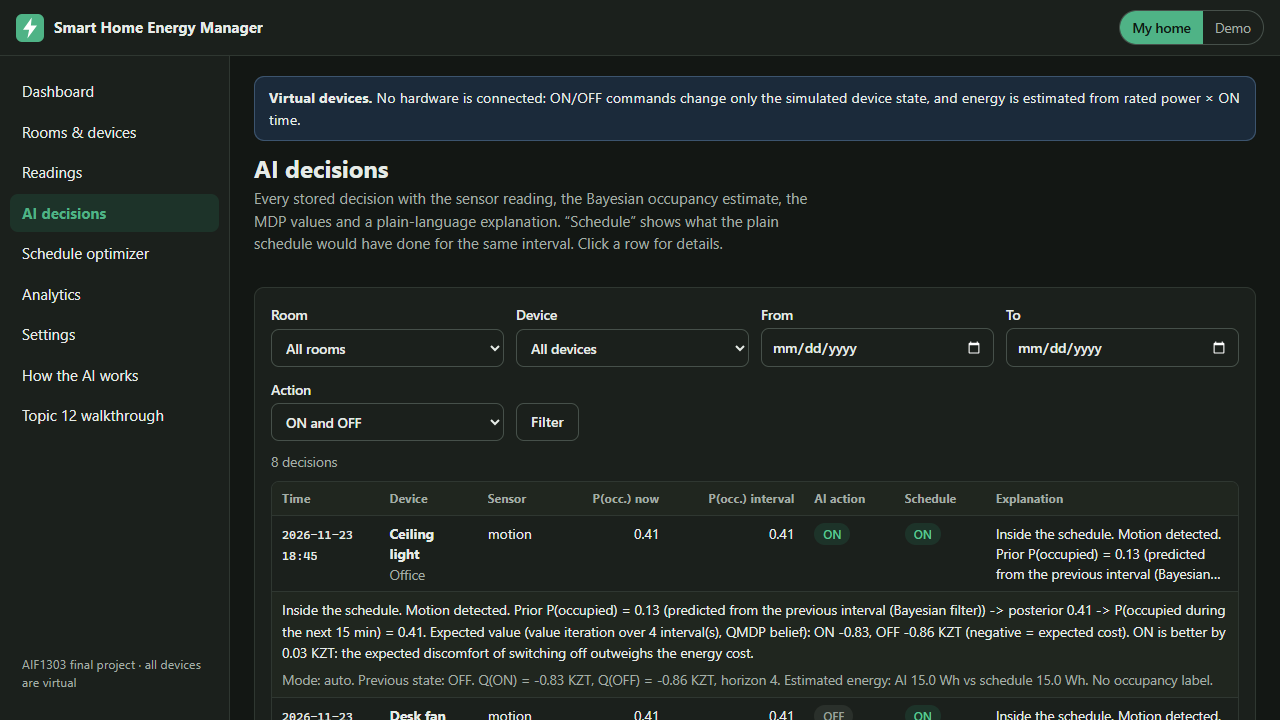 Smart Home Energy Manager
My home
Demo
Dashboard
Rooms & devices
Readings
AI decisions
Schedule optimizer
Analytics
Settings
How the AI works
Topic 12 walkthrough
AIF1303 final project · all devices
are virtual
Virtual devices. No hardware is connected: ON/OFF commands change only the simulated device state, and energy is estimated from rated power × ON
time.
AI decisions
Every stored decision with the sensor reading, the Bayesian occupancy estimate, the
MDP values and a plain-language explanation. “Schedule” shows what the plain
schedule would have done for the same interval. Click a row for details.
Room
Device
From
To
All rooms
All devices
mm/dd/yyyy
mm/dd/yyyy
Action
ON and OFF
Filter
8 decisions
Time
Device
Sensor
P(occ.) now
P(occ.) interval
AI action
Schedule
Explanation
2026-11-23
18:45
Ceiling
light
Office
motion
0.41
0.41
ON
ON
Inside the schedule. Motion detected.
Prior P(occupied) = 0.13 (predicted
from the previous interval (Bayesian...
Inside the schedule. Motion detected. Prior P(occupied) = 0.13 (predicted from the previous interval (Bayesian filter)) -> posterior 0.41 -> P(occupied during
the next 15 min) = 0.41. Expected value (value iteration over 4 interval(s), QMDP belief): ON -0.83, OFF -0.86 KZT (negative = expected cost). ON is better by
0.03 KZT: the expected discomfort of switching off outweighs the energy cost.
Mode: auto. Previous state: OFF. Q(ON) = -0.83 KZT, Q(OFF) = -0.86 KZT, horizon 4. Estimated energy: AI 15.0 Wh vs schedule 15.0 Wh. No occupancy label.
2026-11-23
Desk fan
motion
0.41
0.41
OFF
ON
Inside the schedule. Motion detected.